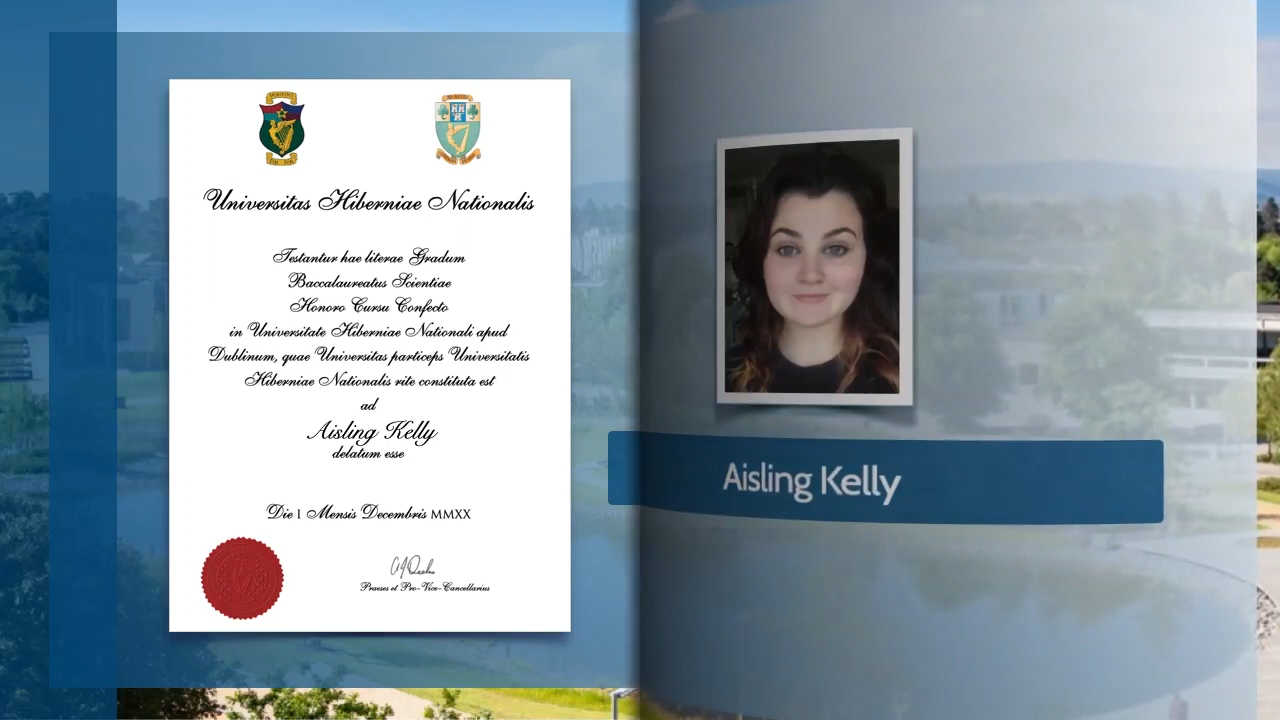 Universitas Hiberniae Nationalis
Testantur hae literae Gradum
Baccalaureatus Scientiae
Honoro Cursu Confecto
in Universitate Hiberniae Nationali apud
Dublinum, quae Universitas particeps Universitatis
Hiberniae Nationalis rite constituta est
ad
Aisling Kelly
delatum esse
Die I Mensis Decembris MMXX
Praeses et Pro-Vice-Cancellarius
Aisling Kelly